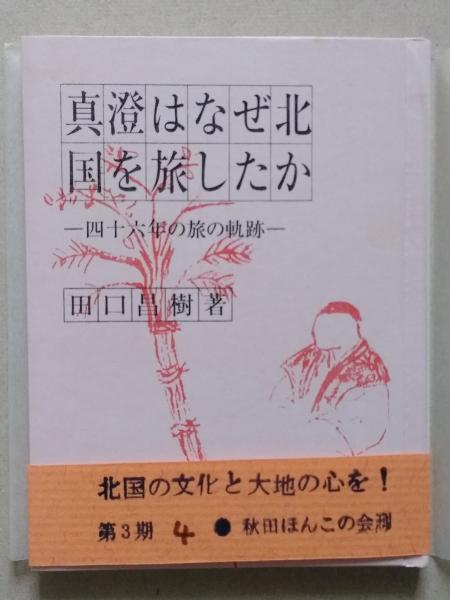 真澄はなぜ北
国を旅したか
―四十六年の旅の軌跡―
田口昌樹著
北国の文化と大地の心を!
第3期 4 ● 秋田ほんこの会刊